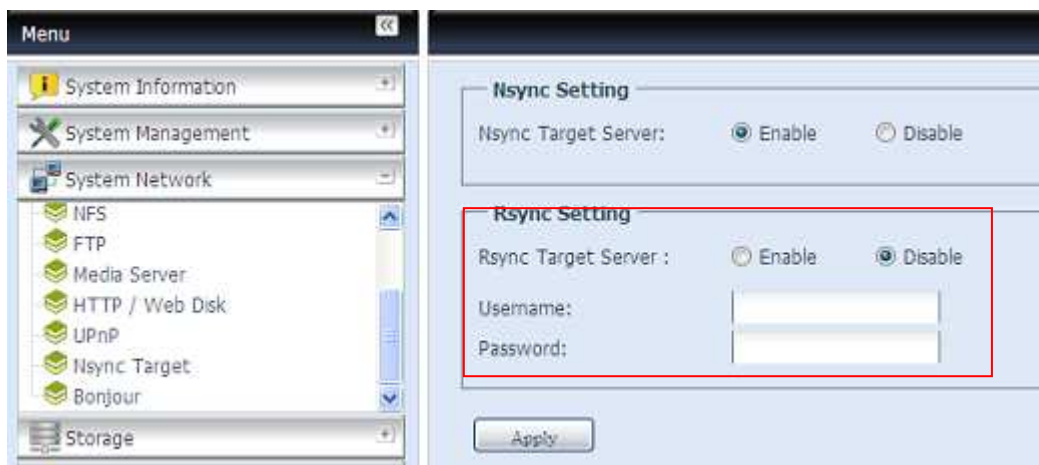 Menu
System Information
System Management
System Network
NFS
FTP
Media Server
HTTP / Web Disk
UPnP
Nsync Target
Bonjour
Storage
Nsync Setting
Nsync Target Server: Enable Disable
Rsync Setting
Rsync Target Server : Enable Disable
Username:
Password:
Apply